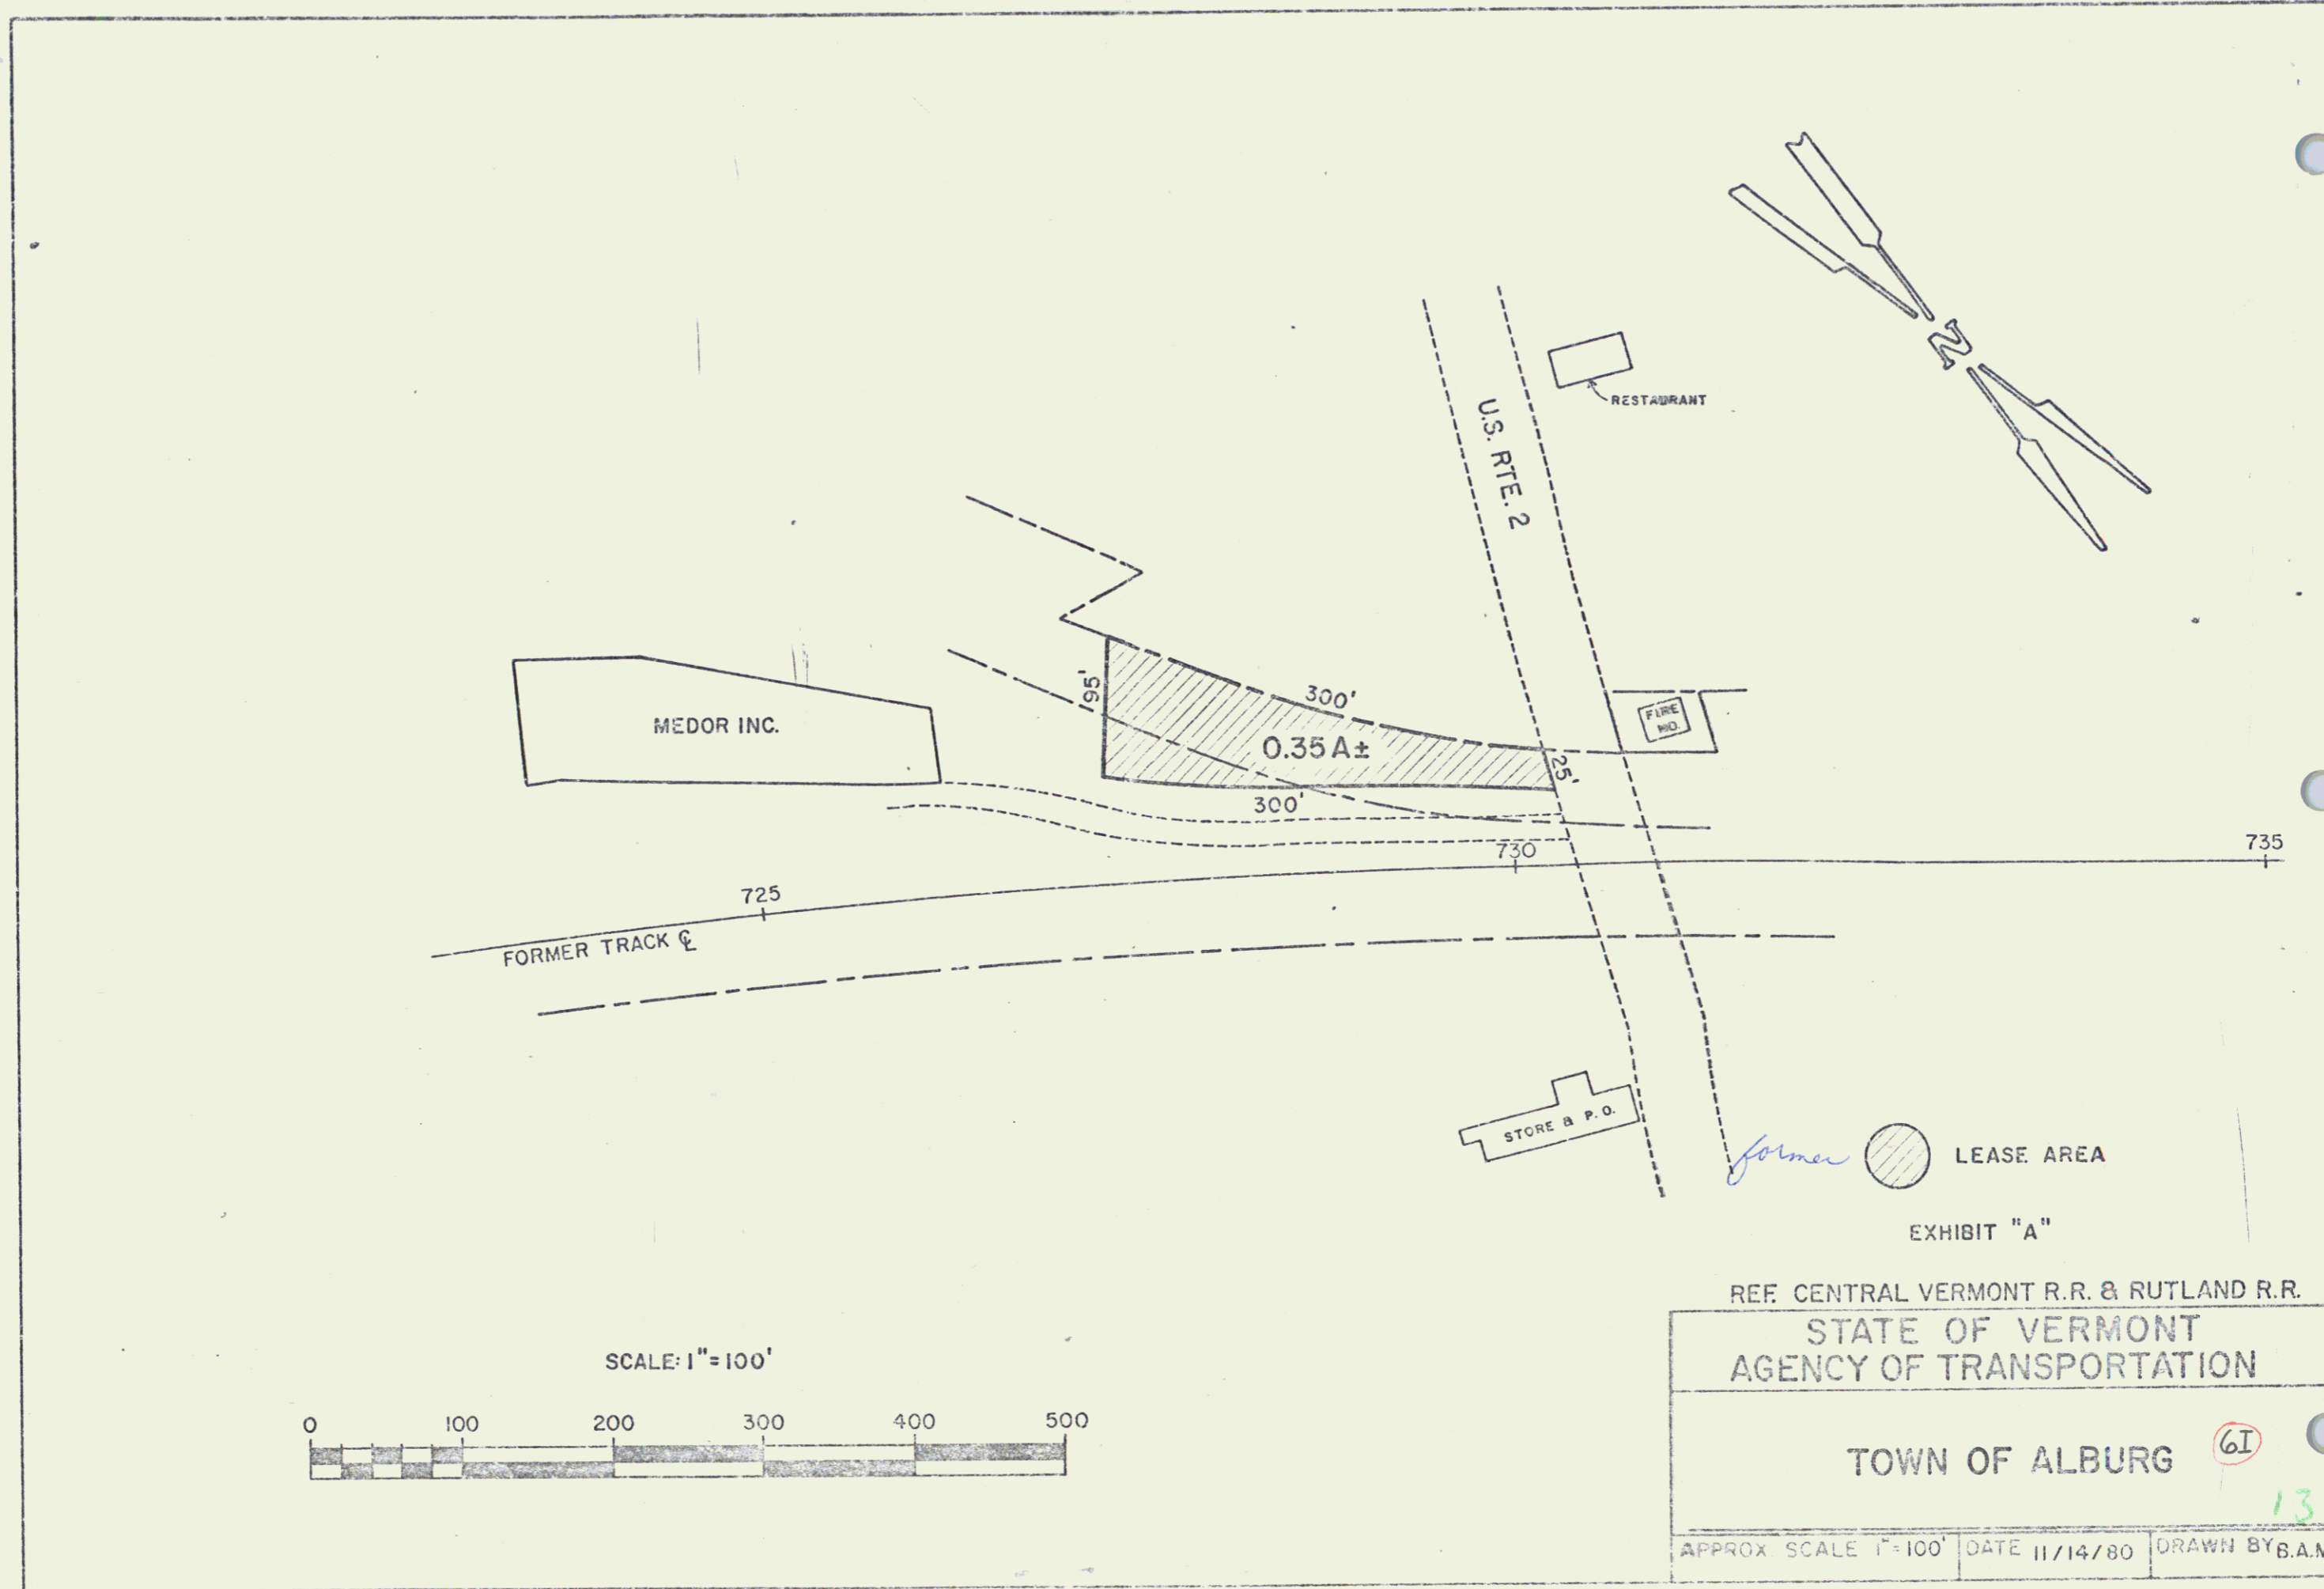 RESTAURANT
U.S. RTE. 2
95'
300'
MEDOR INC.
FIRE
0.35 A±
25'
300'
730
735
725
FORMER TRACK ℄
STORE & P.O.
former LEASE AREA
EXHIBIT "A"
REF. CENTRAL VERMONT R.R. & RUTLAND R.R.
STATE OF VERMONT
AGENCY OF TRANSPORTATION
SCALE: 1"=100'
0 100 200 300 400 500
TOWN OF ALBURG 6I
13
APPROX. SCALE 1"=100' DATE 11/14/80 DRAWN BY B.A.M
N